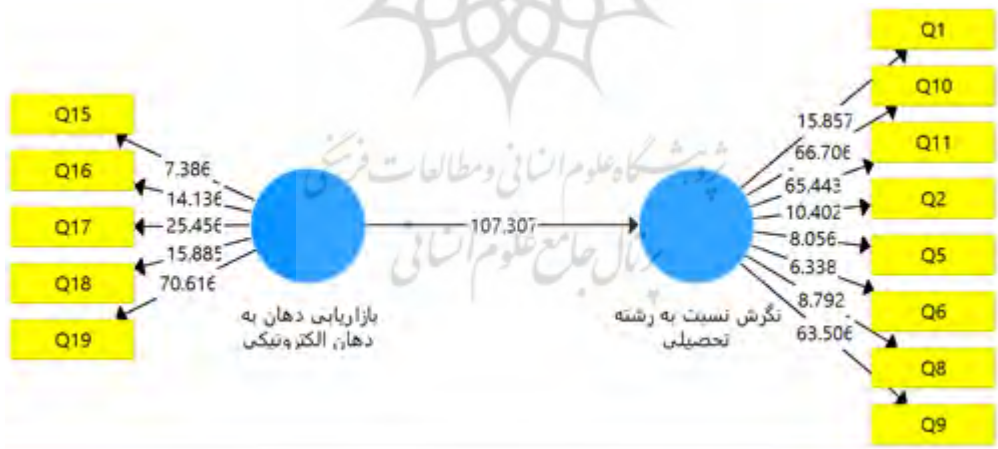 Q1
Q10
Q11
Q2
Q5
Q6
Q8
Q9
Q15
Q16
Q17
Q18
Q19
15.857
66.706
65.443
10.402
8.056
6.338
8.792
63.506
7.386
14.136
25.456
15.885
70.616
107.307
بازاریابی دهان به
دهان الکترونیکی
نگرش نسبت به رشته
تحصیلی
پژوهشگاه علوم انسانی و مطالعات فرهنگی
پرتال جامع علوم انسانی